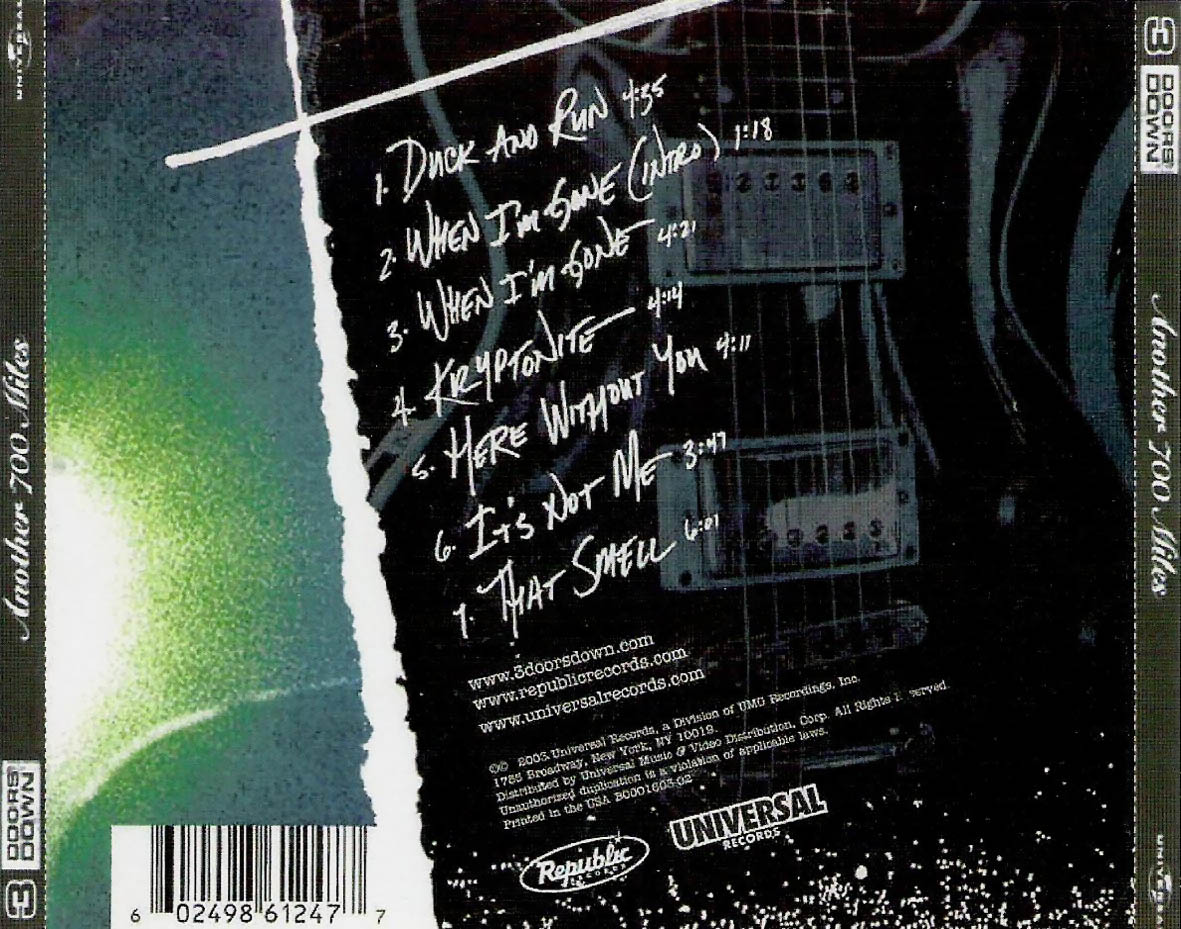 1. DUCK AND RUN 4:35
2. WHEN I'M GONE (INTRO) 1:18
3. WHEN I'M GONE 4:21
4. KRYPTONITE 4:14
5. HERE WITHOUT YOU 4:11
6. IT'S NOT ME 3:47
7. THAT SMELL 6:01
www.3doorsdown.com
www.republicrecords.com
www.universalrecords.com
℗© 2003 Universal Records, a Division of UMG Recordings, Inc.
1755 Broadway, New York, NY 10019.
Distributed by Universal Music & Video Distribution, Corp. All Rights Reserved.
Unauthorized duplication is a violation of applicable laws.
Printed in the USA B0001603-02
Republic
RECORDS
UNIVERSAL
RECORDS
6 02498 61247 7
3 DOORS DOWN
Another 700 Miles
UNIVERSAL
3 DOORS DOWN
Another 700 Miles